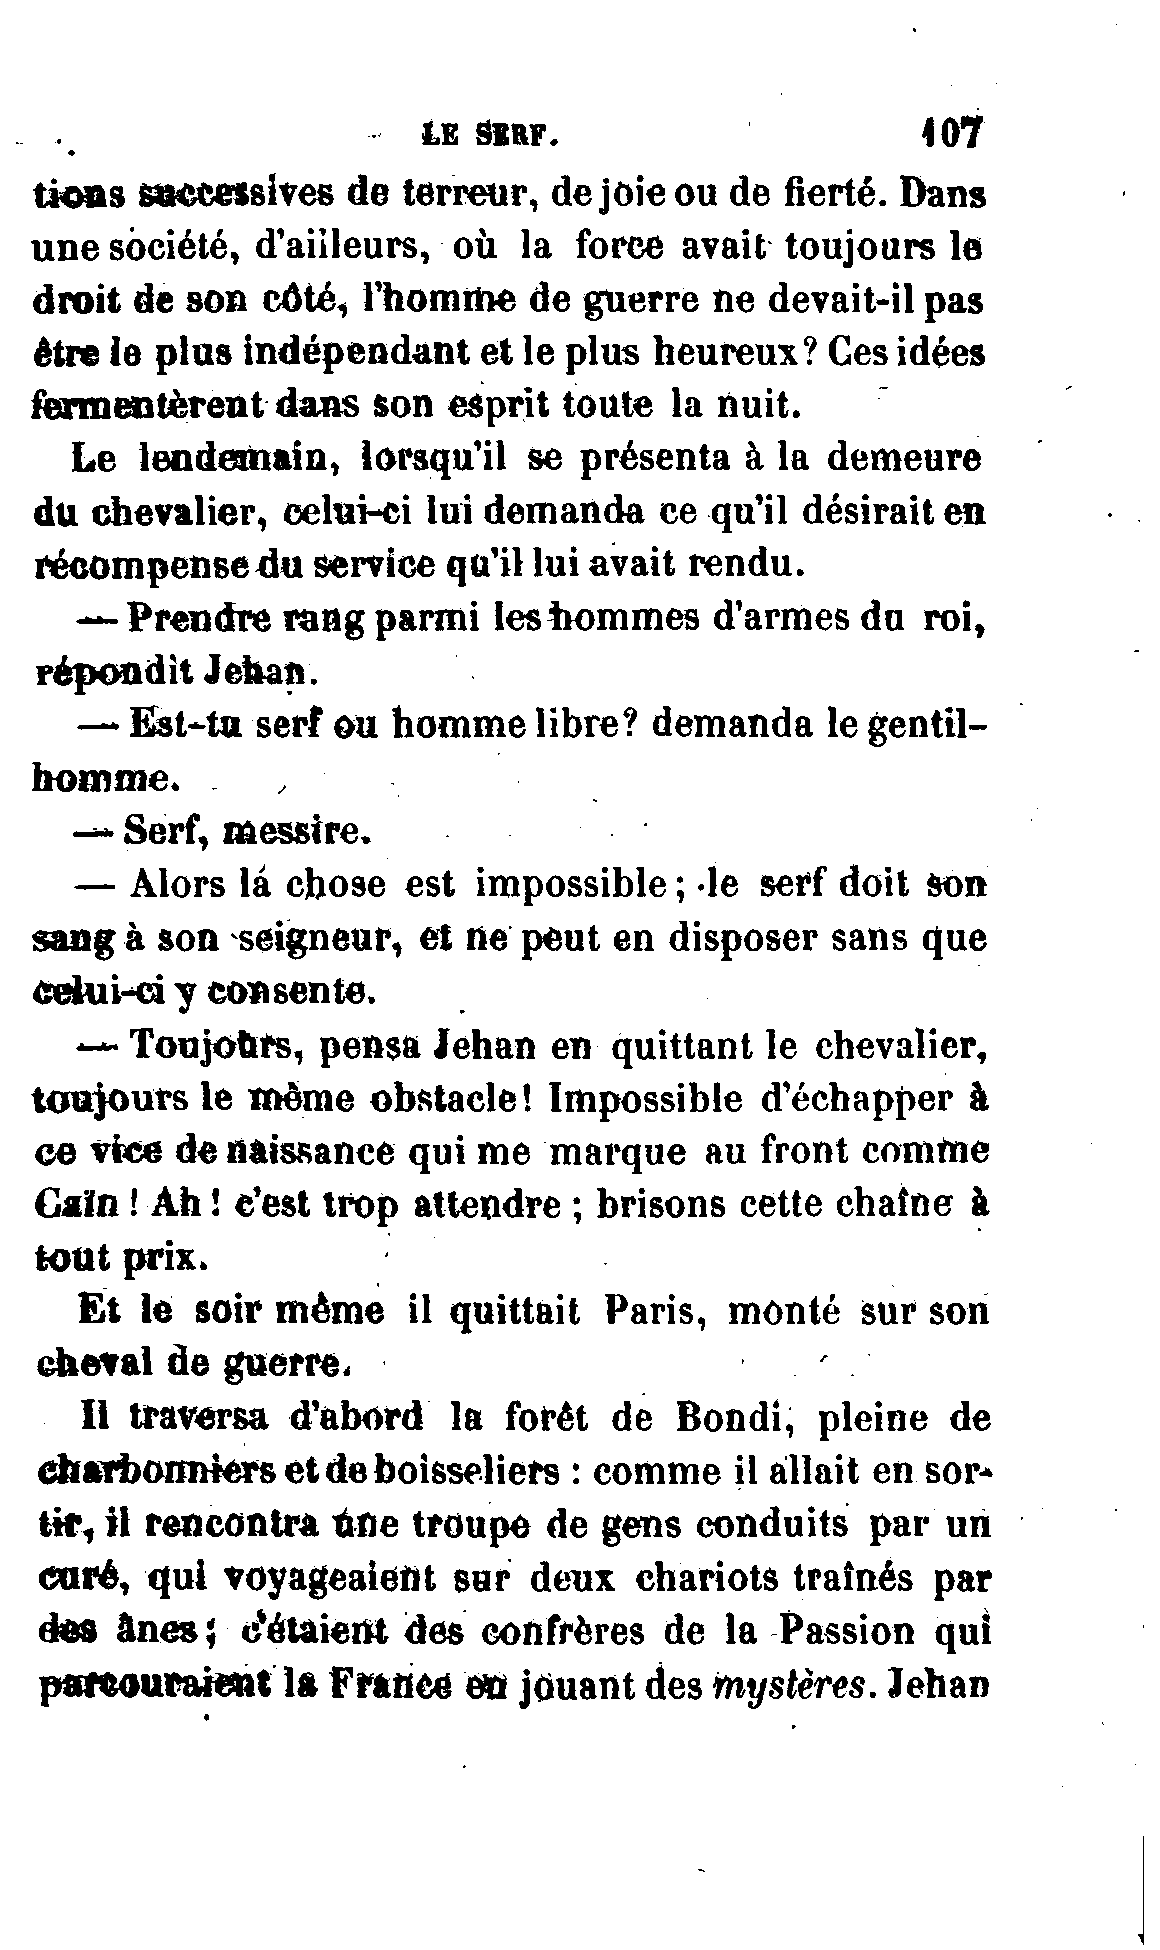 LE SERF. 107
tions successives de terreur, de joie ou de fierté. Dans
une société, d'ailleurs, où la force avait toujours le
droit de son côté, l'homme de guerre ne devait-il pas
être le plus indépendant et le plus heureux? Ces idées
fermentèrent dans son esprit toute la nuit.
Le lendemain, lorsqu'il se présenta à la demeure
du chevalier, celui-ci lui demanda ce qu'il désirait en
récompense du service qu'il lui avait rendu.
— Prendre rang parmi les hommes d'armes du roi,
répondit Jehan.
— Est-tu serf ou homme libre? demanda le gentil-
homme.
— Serf, messire.
— Alors la chose est impossible; le serf doit son
sang à son seigneur, et ne peut en disposer sans que
celui-ci y consente.
— Toujours, pensa Jehan en quittant le chevalier,
toujours le même obstacle! Impossible d'échapper à
ce vice de naissance qui me marque au front comme
Caïn! Ah! c'est trop attendre; brisons cette chaîne à
tout prix.
Et le soir même il quittait Paris, monté sur son
cheval de guerre.
Il traversa d'abord la forêt de Bondi, pleine de
charbonniers et de boisseliers : comme il allait en sor-
tir, il rencontra une troupe de gens conduits par un
curé, qui voyageaient sur deux chariots traînés par
des ânes; c'étaient des confrères de la Passion qui
parcouraient la France en jouant des mystères. Jehan